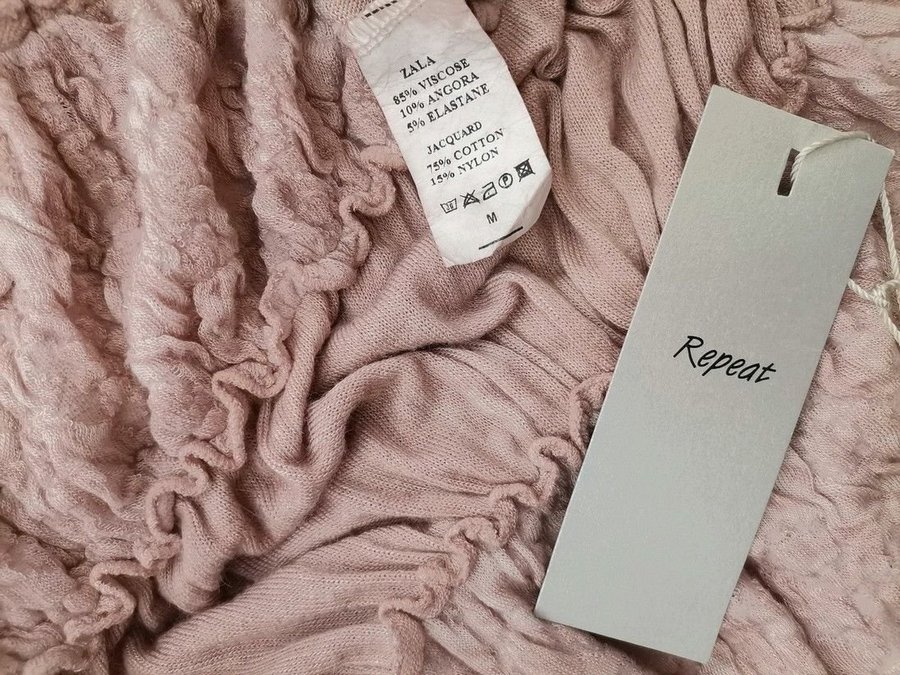 ZALA
85% VISCOSE
10% ANGORA
5% ELASTANE
JACQUARD
75% COTTON
15% NYLON
M
Repeat